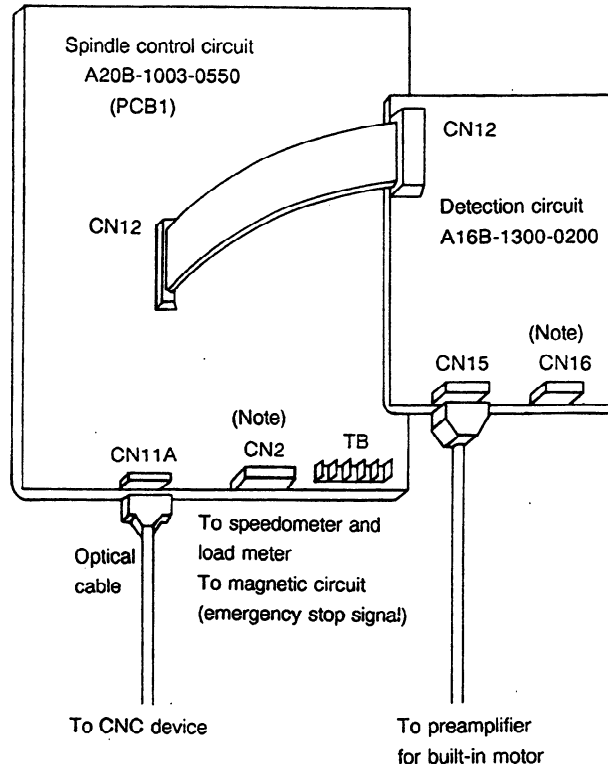 Spindle control circuit
A20B-1003-0550
(PCB1)
CN12
CN12
Detection circuit
A16B-1300-0200
(Note)
CN15
CN16
(Note)
CN11A
CN2
TB
To speedometer and
load meter
To magnetic circuit
(emergency stop signal)
Optical
cable
To CNC device
To preamplifier
for built-in motor